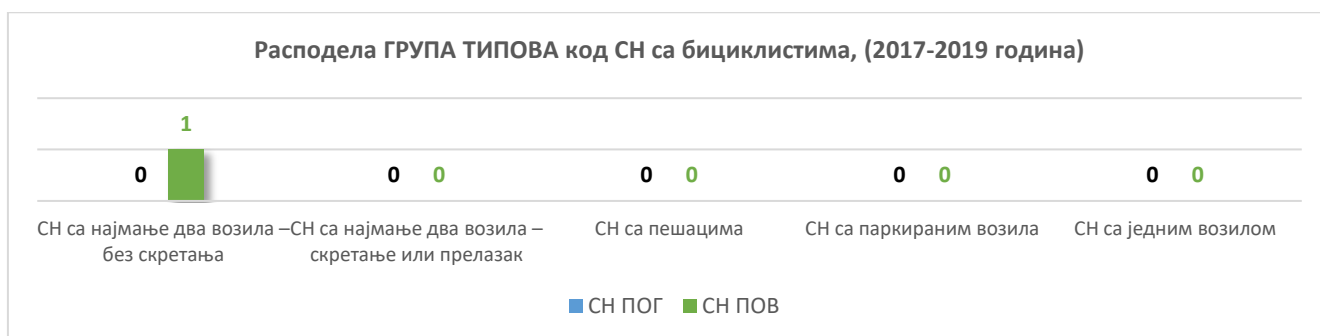 Расподела ГРУПА ТИПОВА код СН са бициклистима, (2017-2019 година)
1
0 0 0 0 0 0 0 0 0
СН са најмање два возила – без скретања
СН са најмање два возила – скретање или прелазак
СН са пешацима
СН са паркираним возила
СН са једним возилом
СН ПОГ СН ПОВ